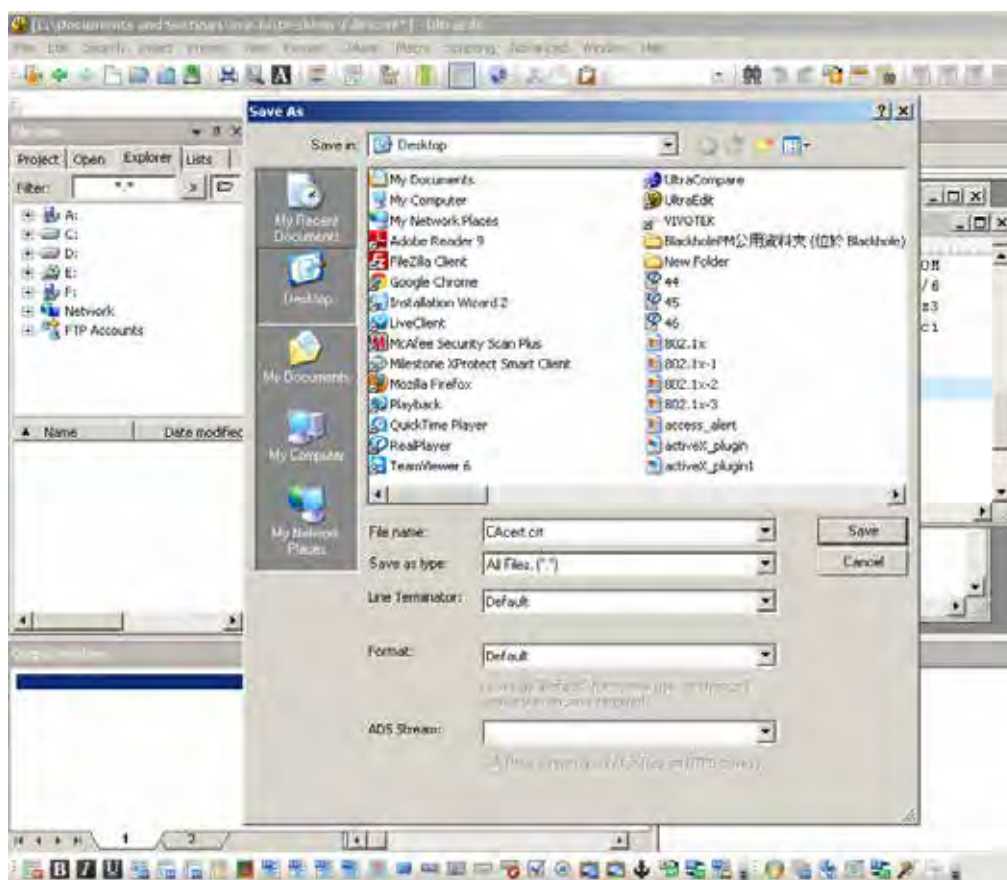 Save As
Save in:
Desktop
Project
Open
Explorer
Lists
Filter:
*.*
A:
C:
D:
E:
F:
Network
FTP Accounts
Name
Date modified
My Recent
Documents
Desktop
My Documents
My Computer
My Network
Places
My Documents
My Computer
My Network Places
Adobe Reader 9
FileZilla Client
Google Chrome
Installation Wizard 2
LiveClient
McAfee Security Scan Plus
Milestone XProtect Smart Client
Mozilla Firefox
Playback
QuickTime Player
RealPlayer
TeamViewer 6
UltraCompare
UltraEdit
VIVOTEK
BlackholePM公用資料夾 (位於 Blackhole)
New Folder
44
45
46
802.1x
802.1x-1
802.1x-2
802.1x-3
access_alert
activeX_plugin
activeX_plugin1
File name:
CAcert.crt
Save
Save as type:
All Files, (*.*)
Cancel
Line Terminator:
Default
Format:
Default
ADS Stream:
1
2
B I U